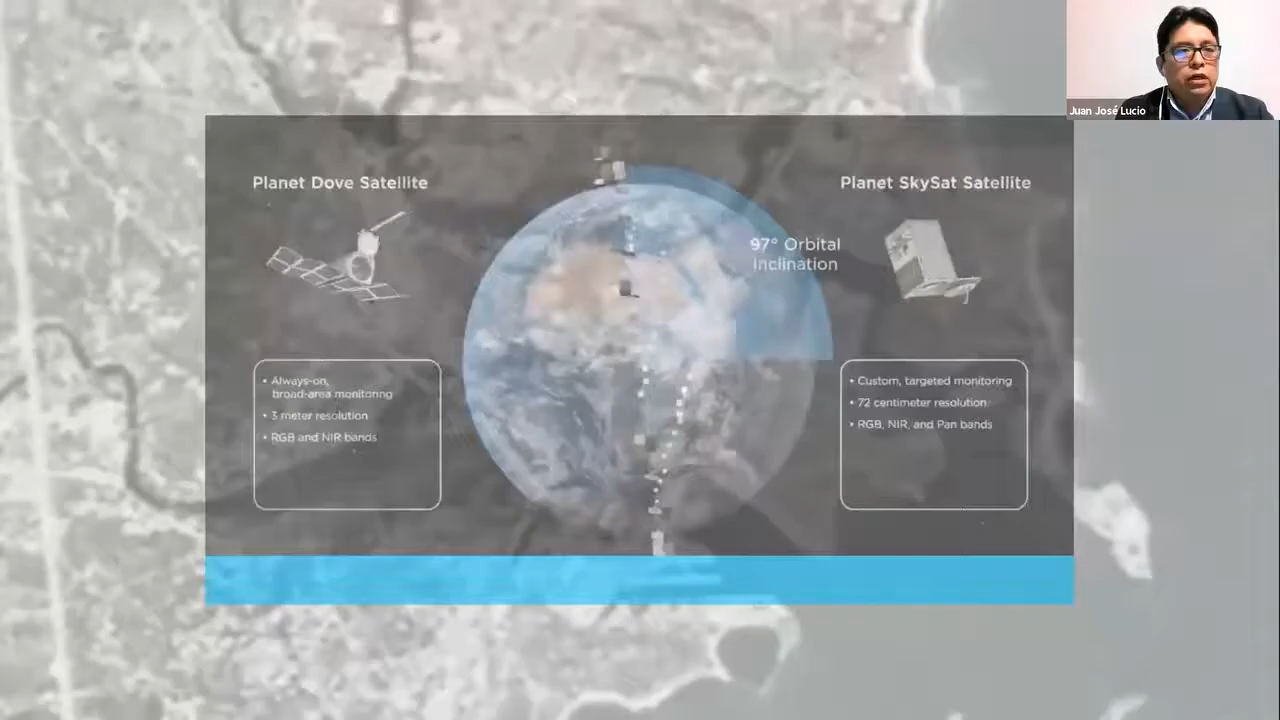 Juan José Lucio
Planet Dove Satellite
Planet SkySat Satellite
97° Orbital
Inclination
• Always-on,
broad-area monitoring
• 3 meter resolution
• RGB and NIR bands
• Custom, targeted monitoring
• 72 centimeter resolution
• RGB, NIR, and Pan bands